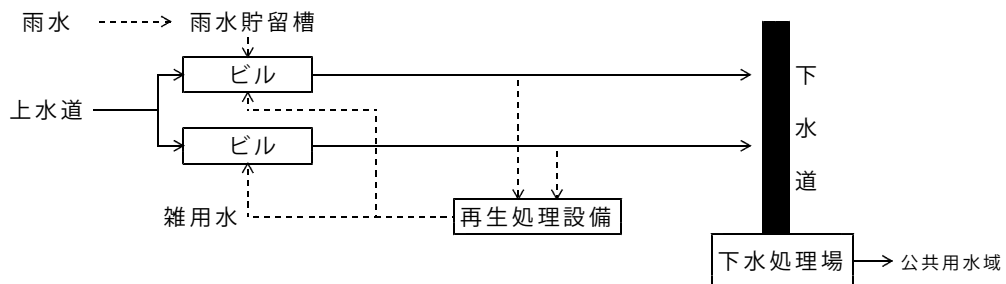 雨水
雨水貯留槽
ビル
上水道
ビル
下水道
雑用水
再生処理設備
下水処理場
公共用水域